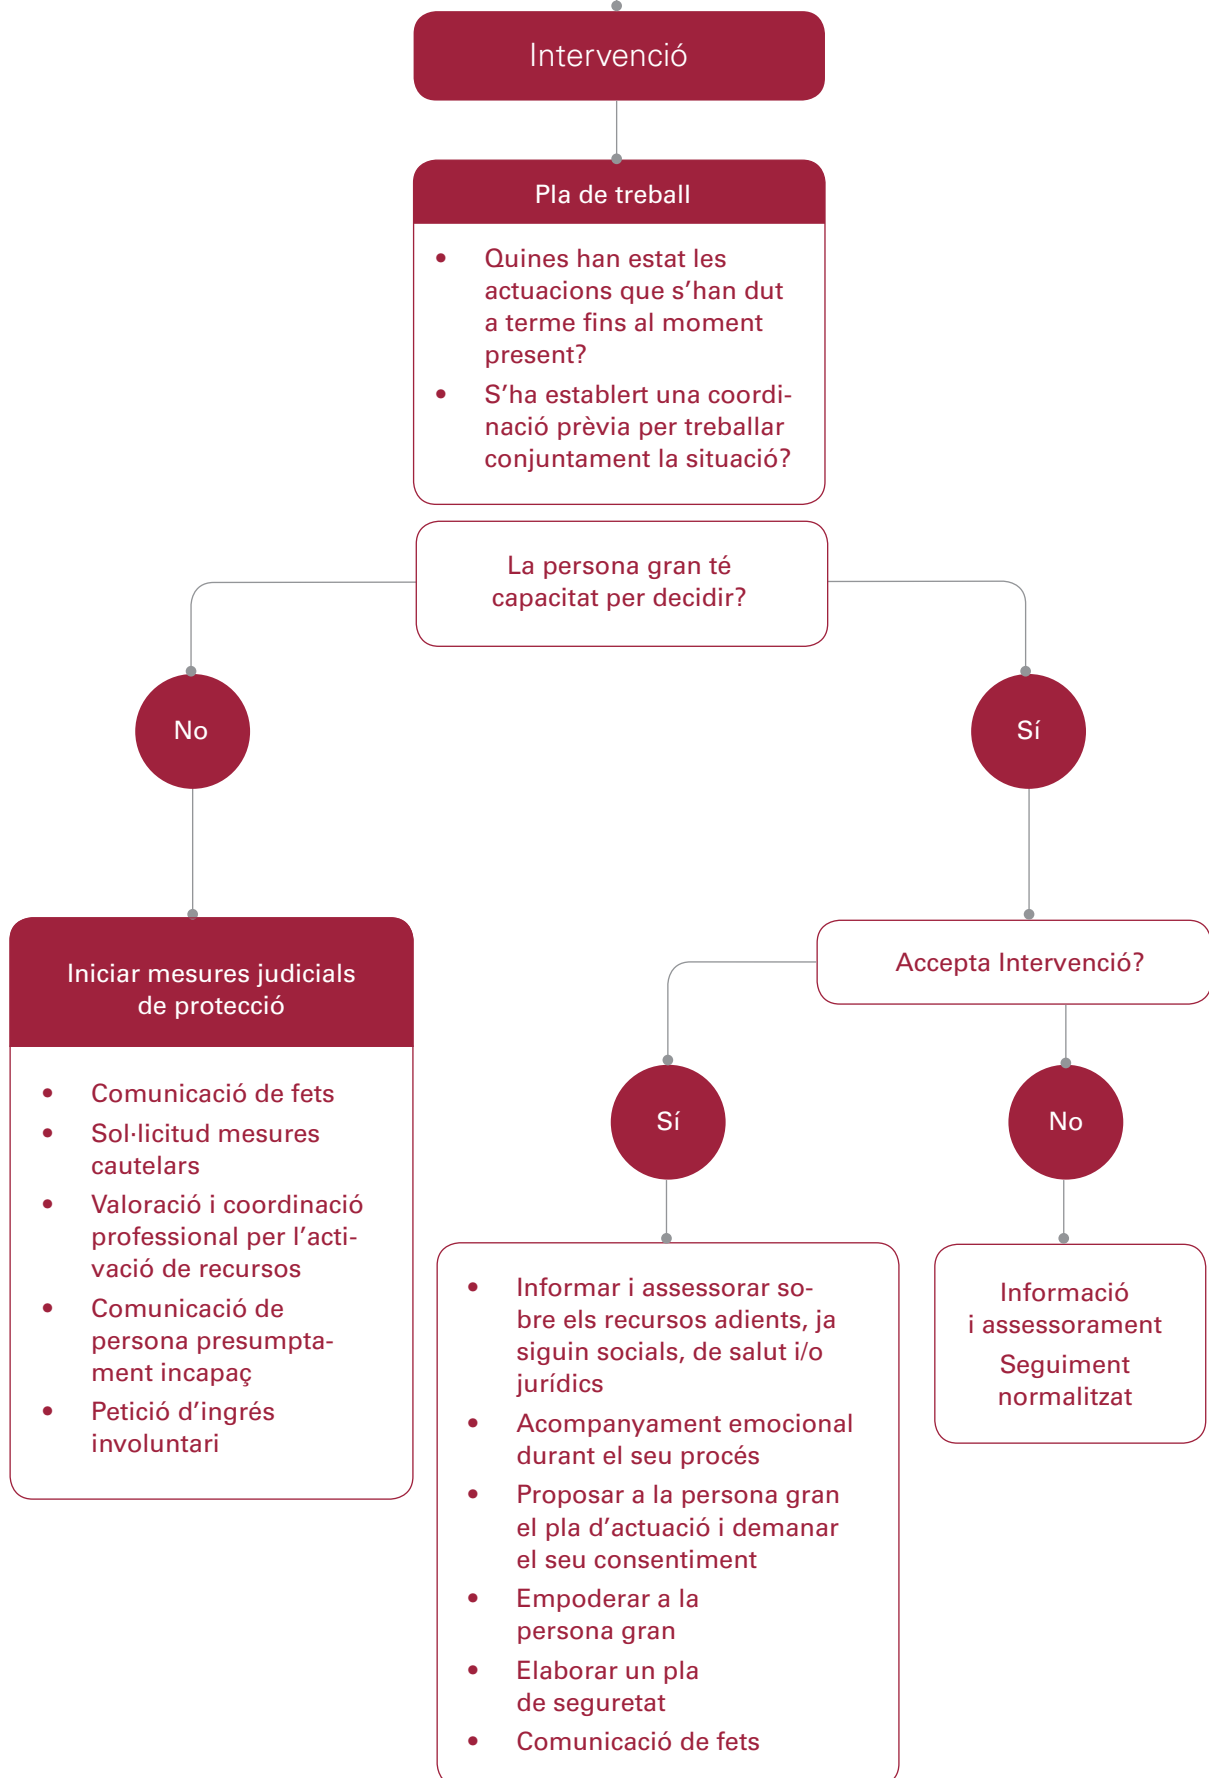 Intervenció
Pla de treball
• Quines han estat les
actuacions que s’han dut
a terme fins al moment
present?
• S’ha establert una coordi-
nació prèvia per treballar
conjuntament la situació?
La persona gran té
capacitat per decidir?
No
Sí
Iniciar mesures judicials
de protecció
• Comunicació de fets
• Sol·licitud mesures
cautelars
• Valoració i coordinació
professional per l’acti-
vació de recursos
• Comunicació de
persona presumpta-
ment incapaç
• Petició d’ingrés
involuntari
Accepta Intervenció?
Sí
No
• Informar i assessorar so-
bre els recursos adients, ja
siguin socials, de salut i/o
jurídics
• Acompanyament emocional
durant el seu procés
• Proposar a la persona gran
el pla d’actuació i demanar
el seu consentiment
• Empoderar a la
persona gran
• Elaborar un pla
de seguretat
• Comunicació de fets
Informació
i assessorament
Seguiment
normalitzat